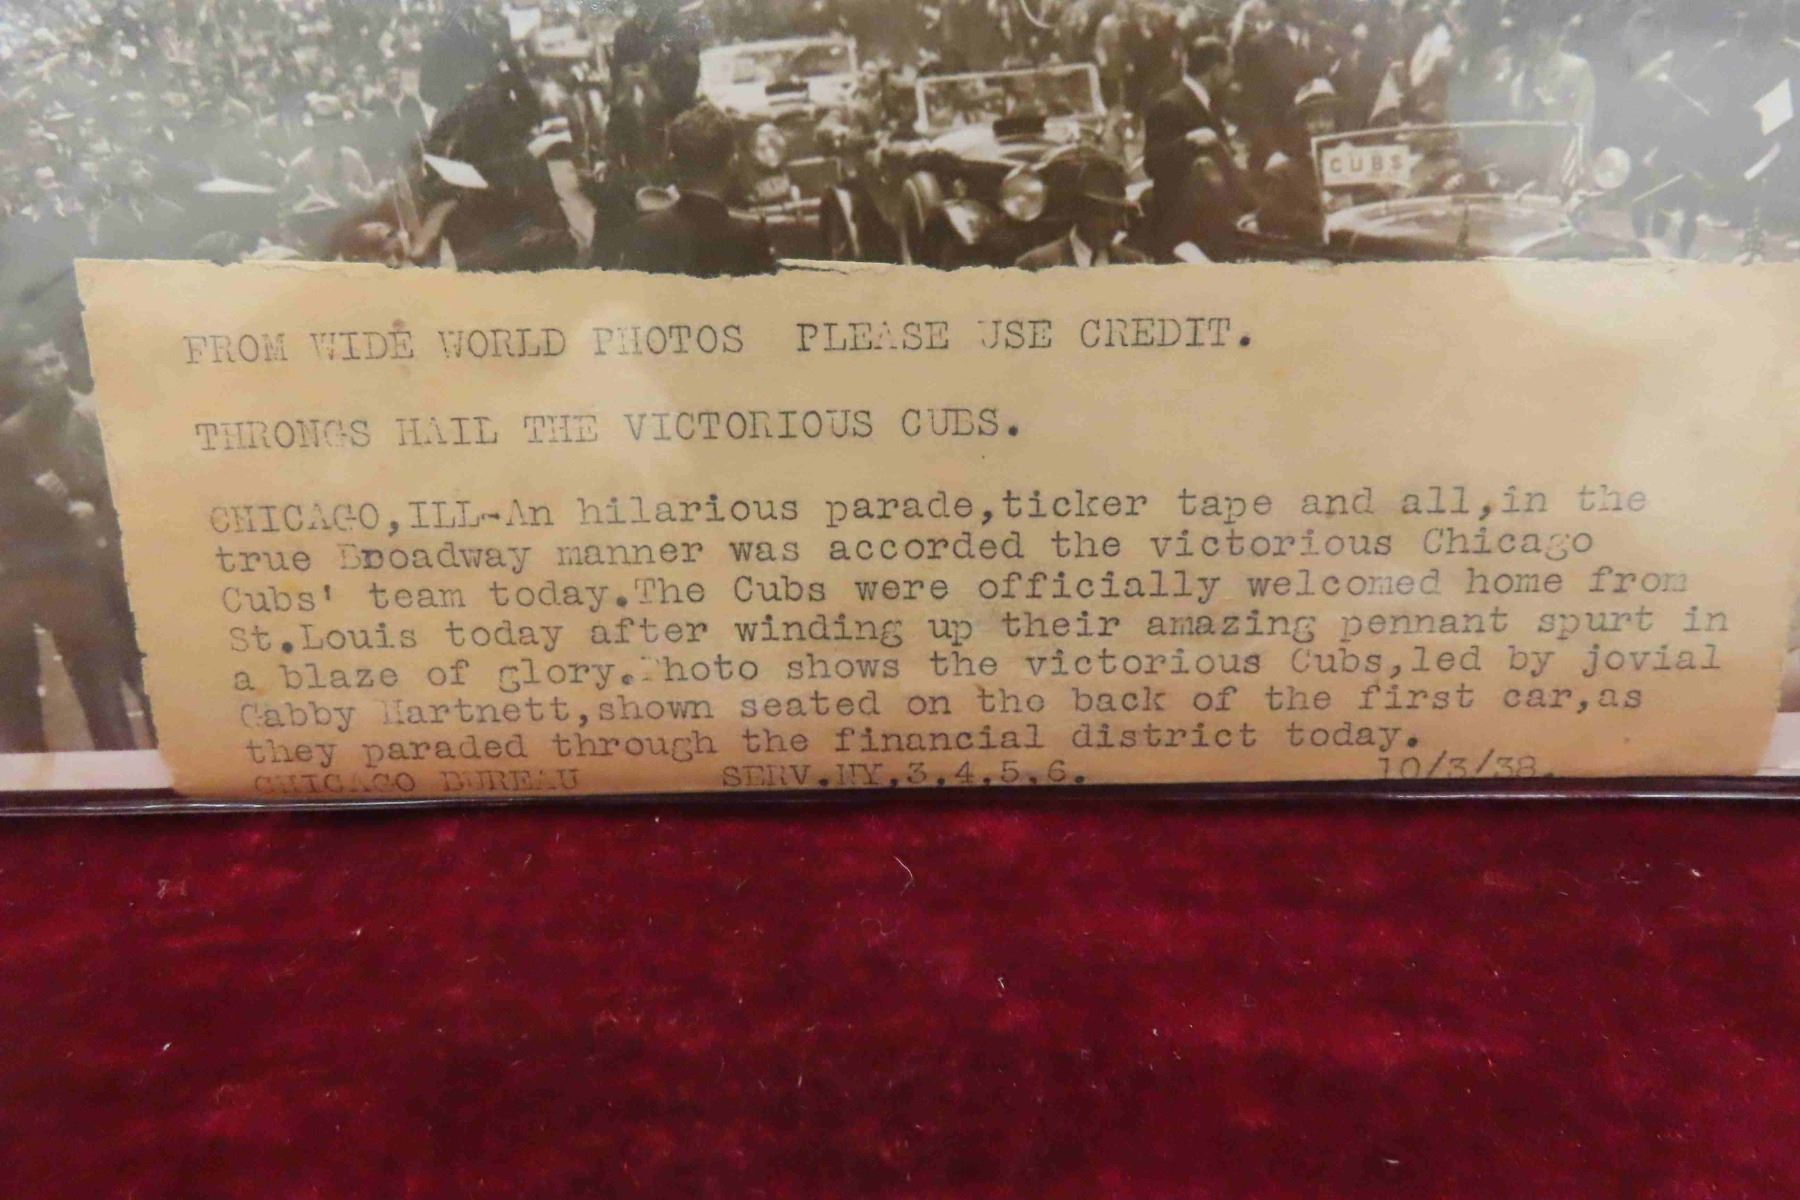 CUBS
FROM WIDE WORLD PHOTOS PLEASE USE CREDIT.
THRONGS HAIL THE VICTORIOUS CUBS.
CHICAGO,ILL-An hilarious parade,ticker tape and all,in the
true Broadway manner was accorded the victorious Chicago
Cubs' team today.The Cubs were officially welcomed home from
St.Louis today after winding up their amazing pennant spurt in
a blaze of glory.Photo shows the victorious Cubs,led by jovial
Gabby Hartnett,shown seated on the back of the first car,as
they paraded through the financial district today.
CHICAGO BUREAU SERV.NY.3.4.5.6. 10/3/38.